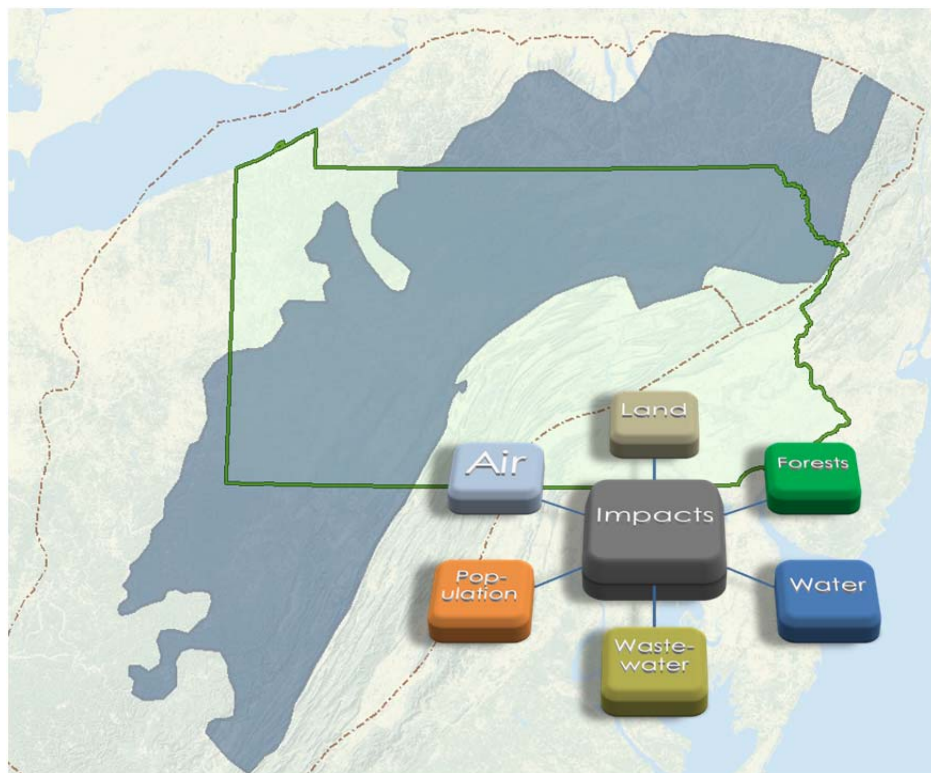 Land
Air
Forests
Impacts
Pop-
ulation
Water
Waste-
water